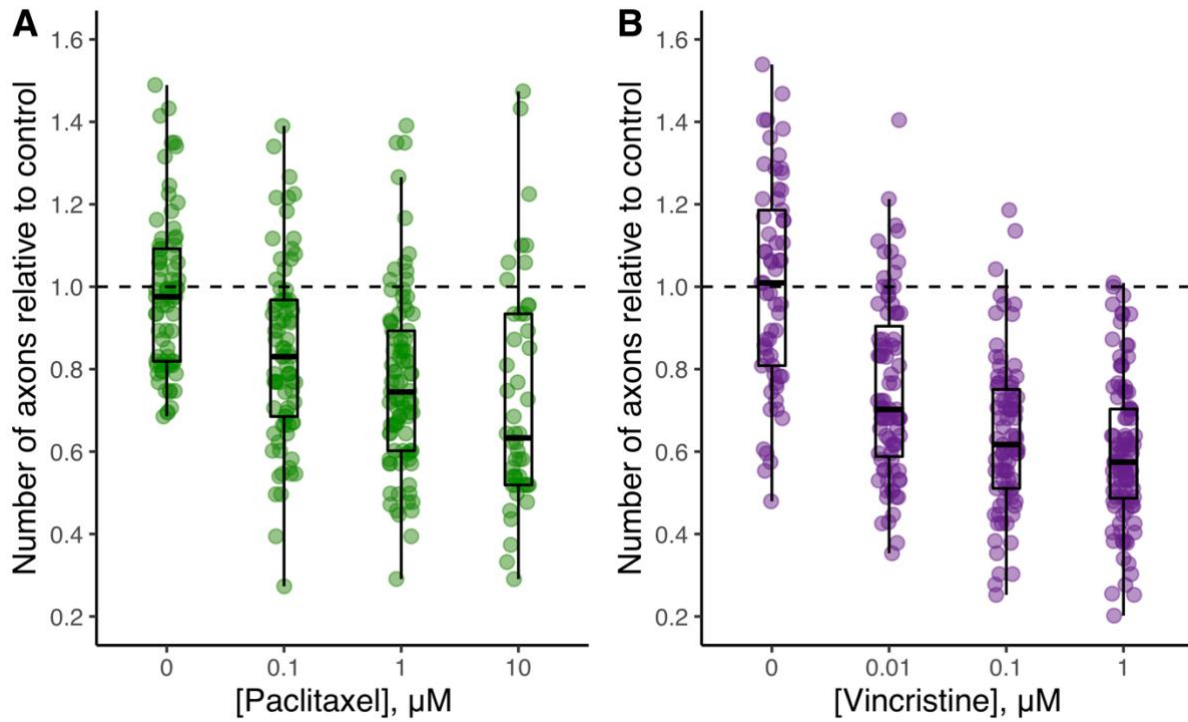 A
Number of axons relative to control
1.6
1.4
1.2
1.0
0.8
0.6
0.4
0.2
0 0.1 1 10
[Paclitaxel], µM
B
Number of axons relative to control
1.6
1.4
1.2
1.0
0.8
0.6
0.4
0.2
0 0.01 0.1 1
[Vincristine], µM